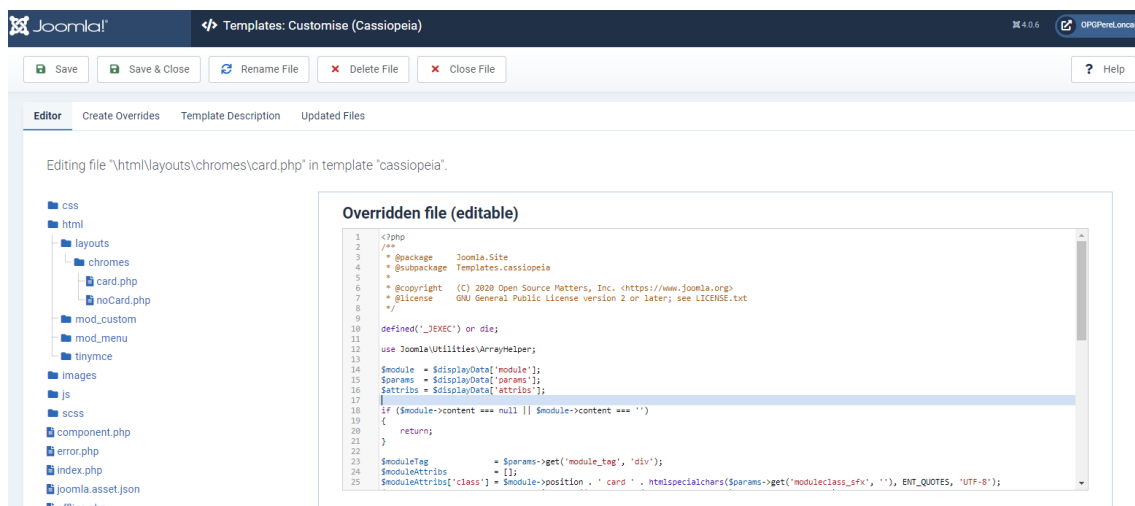 Joomla!®
</> Templates: Customise (Cassiopeia)
4.0.6
OPGPereLonca
Save
Save & Close
Rename File
Delete File
Close File
? Help
Editor
Create Overrides
Template Description
Updated Files
Editing file "\html\layouts\chromes\card.php" in template "cassiopeia".
css
html
layouts
chromes
card.php
noCard.php
mod_custom
mod_menu
tinymce
images
js
scss
component.php
error.php
index.php
joomla.asset.json
Overridden file (editable)
1 <?php
2 /**
3 * @package Joomla.Site
4 * @subpackage Templates.cassiopeia
5 *
6 * @copyright (C) 2020 Open Source Matters, Inc. <https://www.joomla.org>
7 * @license GNU General Public License version 2 or later; see LICENSE.txt
8 */
9
10 defined('_JEXEC') or die;
11
12 use Joomla\Utilities\ArrayHelper;
13
14 $module = $displayData['module'];
15 $params = $displayData['params'];
16 $attribs = $displayData['attribs'];
17
18 if ($module->content === null || $module->content === '')
19 {
20 return;
21 }
22
23 $moduleTag = $params->get('module_tag', 'div');
24 $moduleAttribs = [];
25 $moduleAttribs['class'] = $module->position . ' card ' . htmlspecialchars($params->get('moduleclass_sfx', ''), ENT_QUOTES, 'UTF-8');